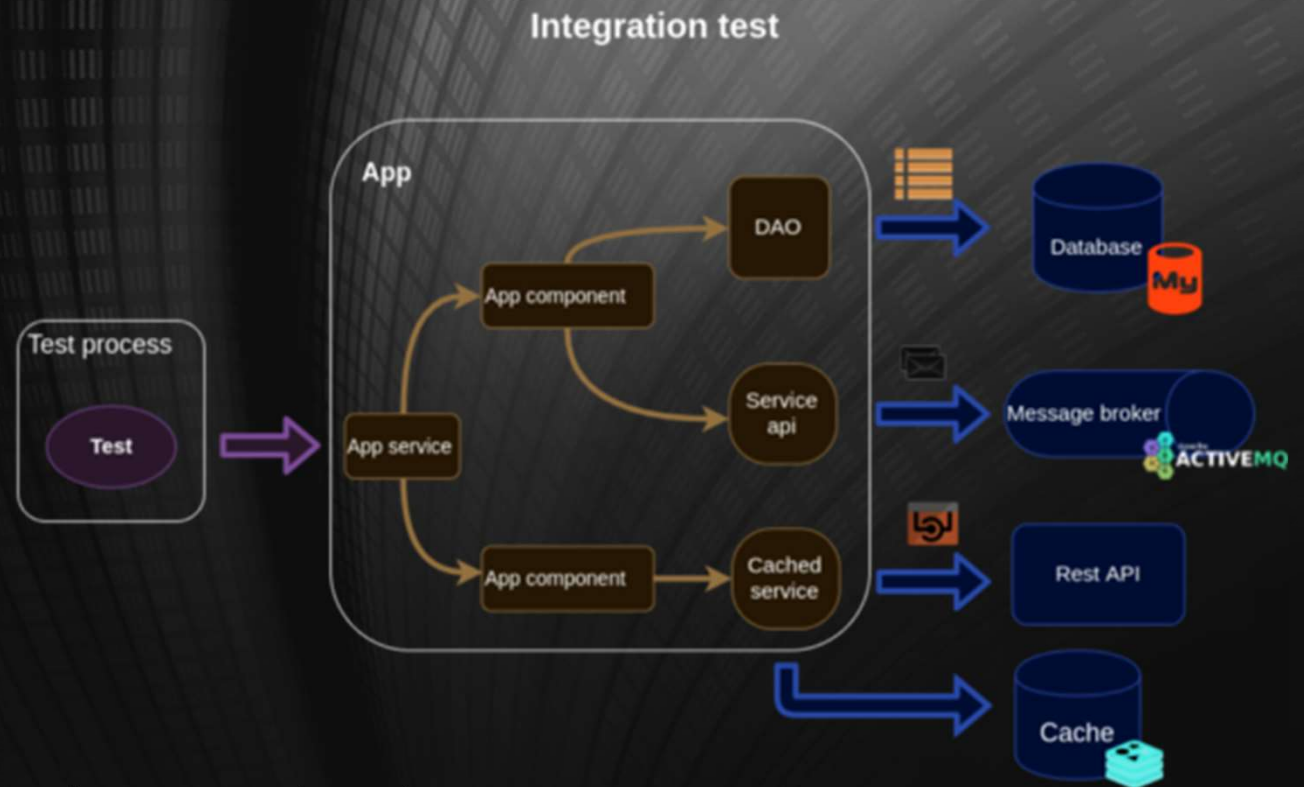 Integration test
App
DAO
Database
My
App component
Test process
Service
api
Message broker
ACTIVEMQ
Test
App service
Cached
service
App component
Rest API
Cache